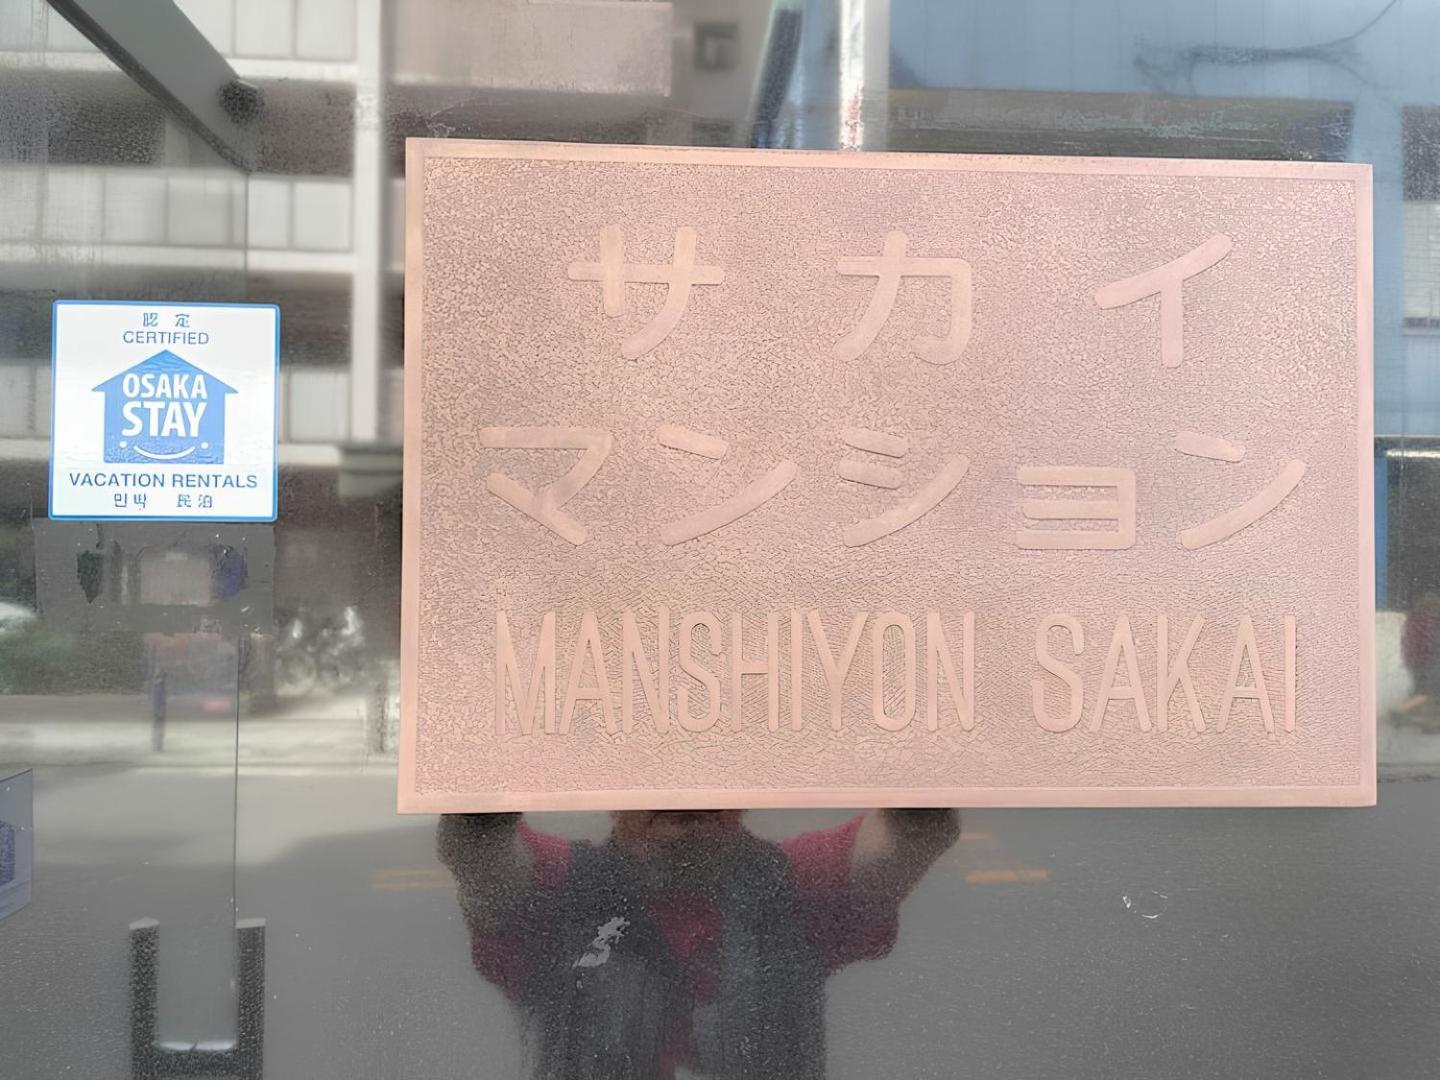 認定
CERTIFIED
OSAKA
STAY
VACATION RENTALS
민박 民泊
サカイ
マンション
MANSHIYON SAKAI